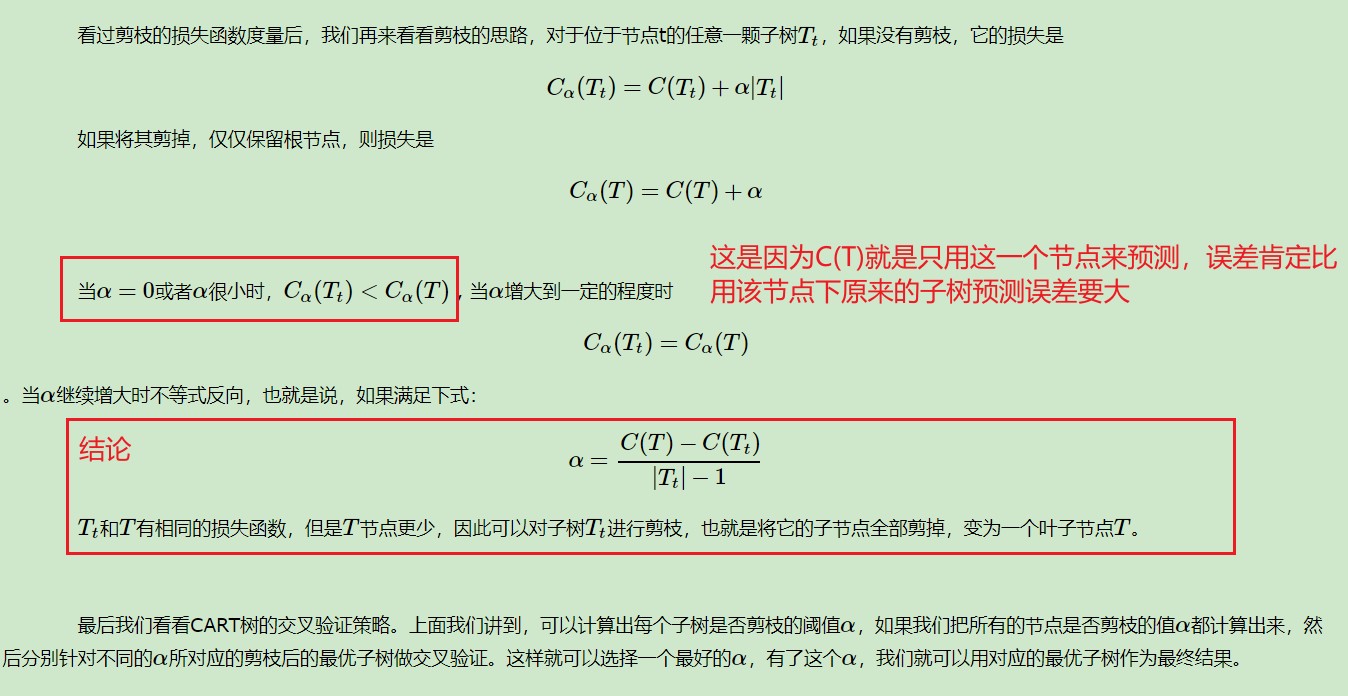 看过剪枝的损失函数度量后，我们再来看看剪枝的思路，对于位于节点t的任意一颗子树$T_t$，如果没有剪枝，它的损失是
$C_\alpha(T_t) = C(T_t) + \alpha|T_t|$
如果将其剪掉，仅仅保留根节点，则损失是
$C_\alpha(T) = C(T) + \alpha$
这是因为C(T)就是只用这一个节点来预测，误差肯定比
用该节点下原来的子树预测误差要大
当$\alpha = 0$或者$\alpha$很小时，$C_\alpha(T_t) < C_\alpha(T)$，当$\alpha$增大到一定的程度时
$C_\alpha(T_t) = C_\alpha(T)$
。当$\alpha$继续增大时不等式反向，也就是说，如果满足下式：
结论
$\alpha = \frac{C(T) - C(T_t)}{|T_t| - 1}$
$T_t$和$T$有相同的损失函数，但是$T$节点更少，因此可以对子树$T_t$进行剪枝，也就是将它的子节点全部剪掉，变为一个叶子节点$T$。
最后我们看看CART树的交叉验证策略。上面我们讲到，可以计算出每个子树是否剪枝的阈值$\alpha$，如果我们把所有的节点是否剪枝的值$\alpha$都计算出来，然
后分别针对不同的$\alpha$所对应的剪枝后的最优子树做交叉验证。这样就可以选择一个最好的$\alpha$，有了这个$\alpha$，我们就可以用对应的最优子树作为最终结果。